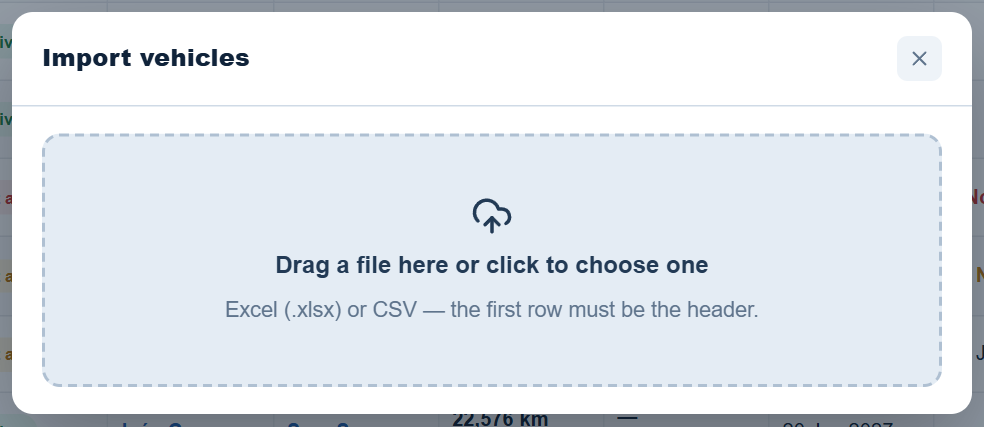 Import vehicles
Drag a file here or click to choose one
Excel (.xlsx) or CSV — the first row must be the header.
22,576 km
—